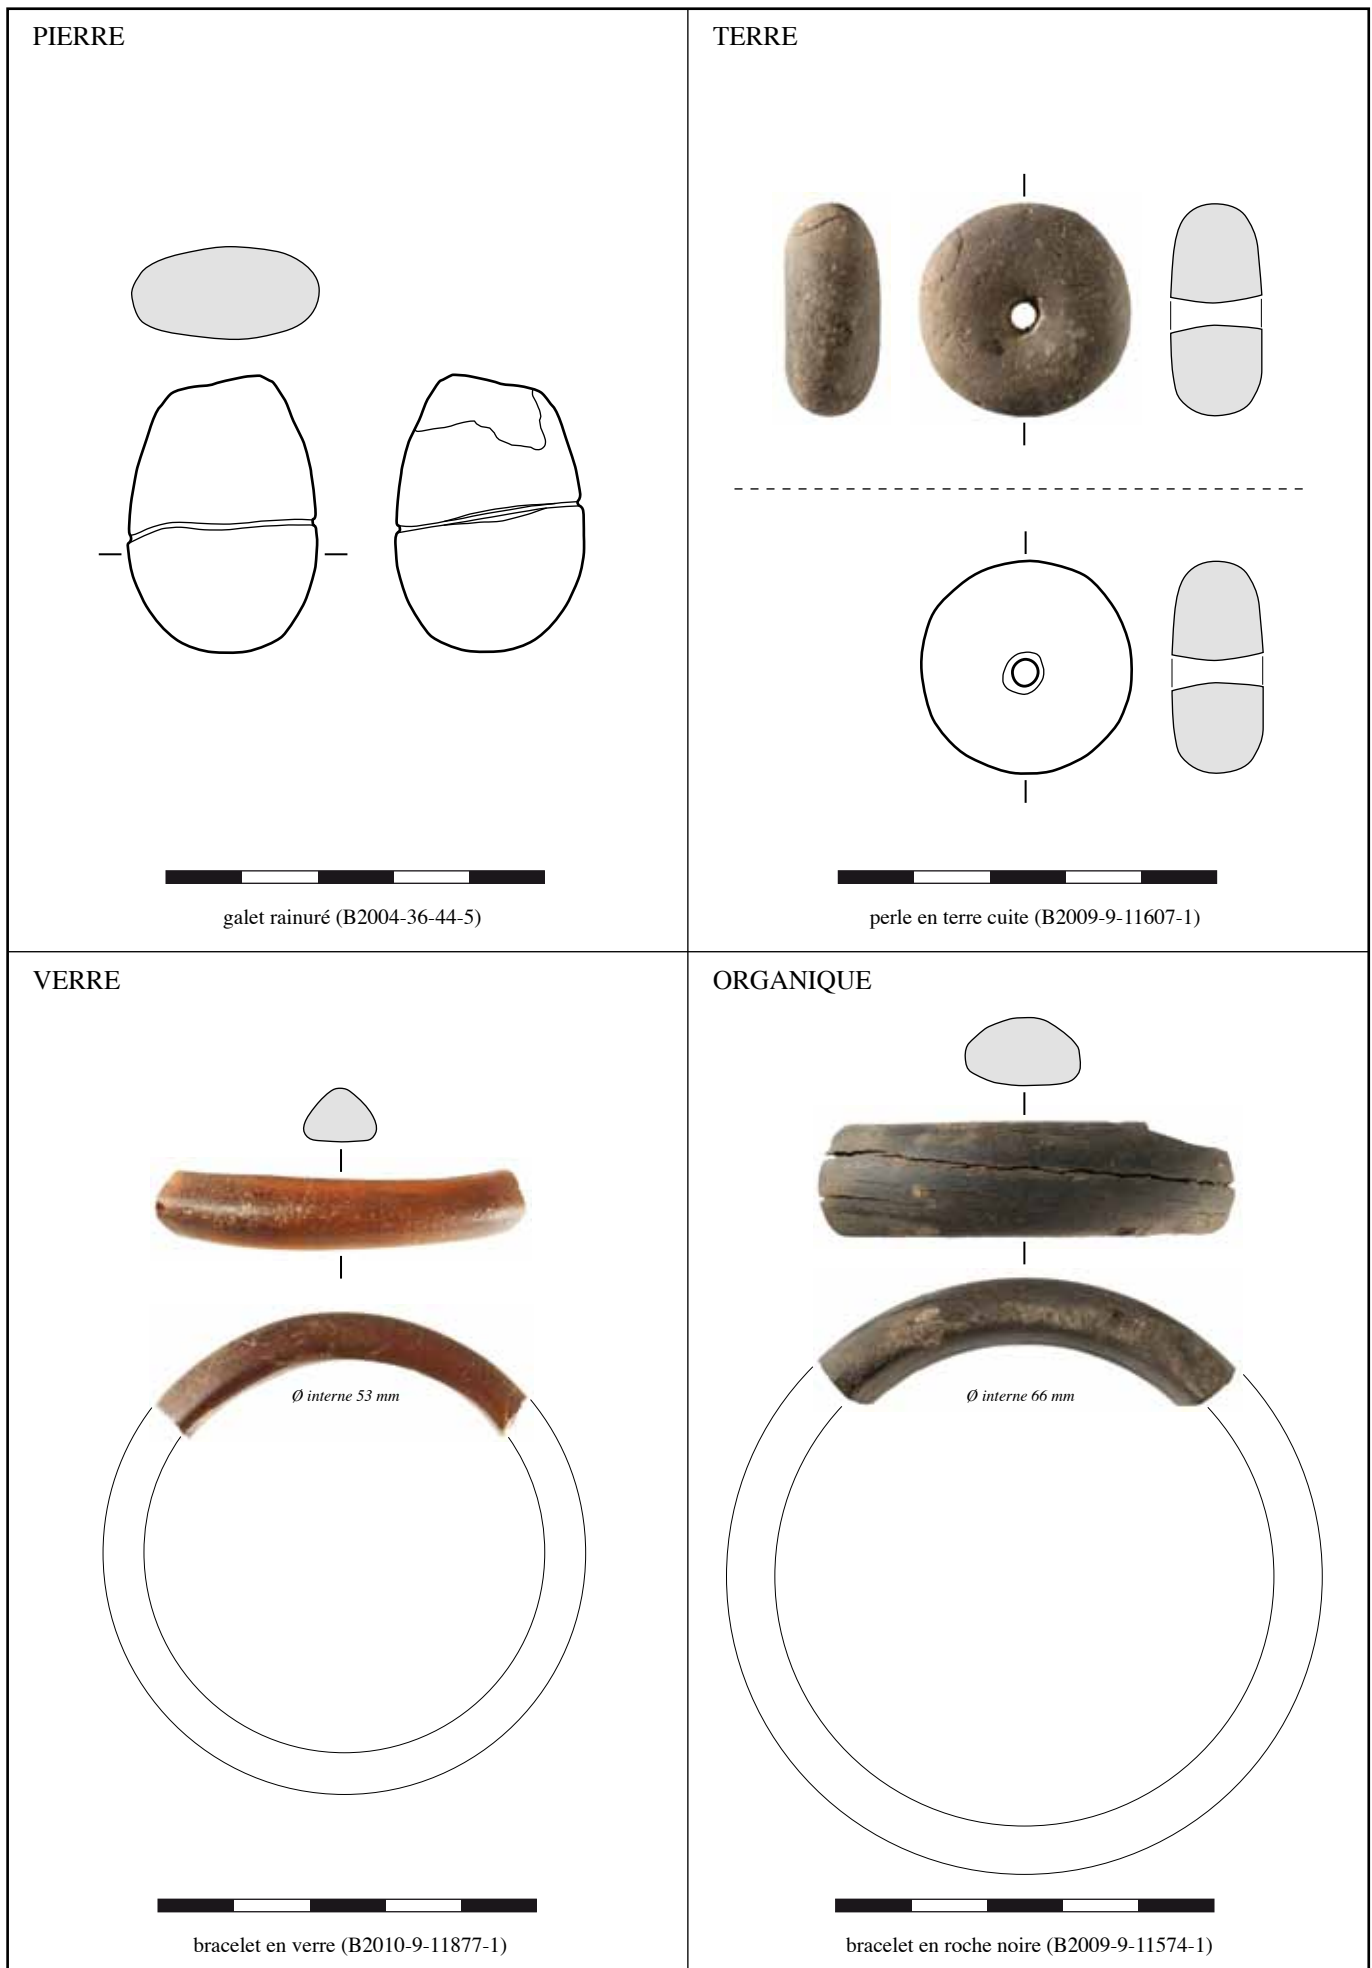 PIERRE
galet rainuré (B2004-36-44-5)
TERRE
perle en terre cuite (B2009-9-11607-1)
VERRE
Ø interne 53 mm
bracelet en verre (B2010-9-11877-1)
ORGANIQUE
Ø interne 66 mm
bracelet en roche noire (B2009-9-11574-1)